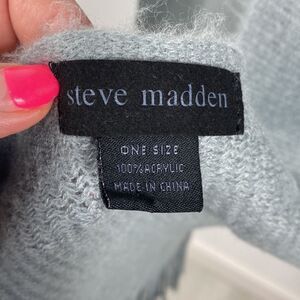 steve madden
ONE SIZE
100% ACRYLIC
MADE IN CHINA